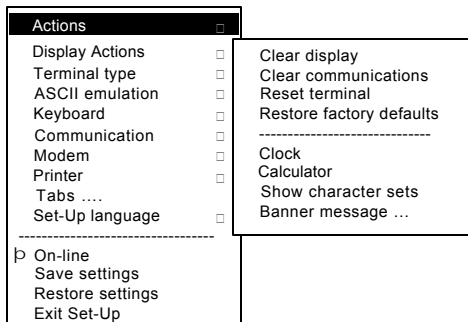 Actions
Display Actions
Terminal type
ASCII emulation
Keyboard
Communication
Modem
Printer
Tabs ....
Set-Up language
----------------------------------
þ On-line
Save settings
Restore settings
Exit Set-Up
Clear display
Clear communications
Reset terminal
Restore factory defaults
------------------------------
Clock
Calculator
Show character sets
Banner message ...